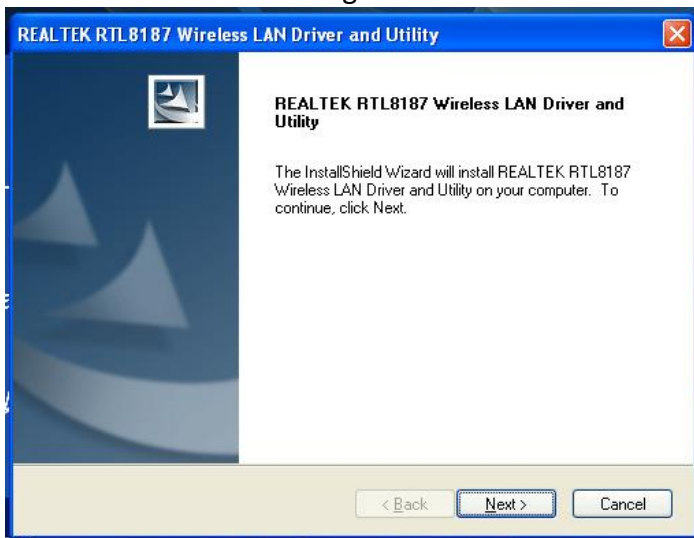 REALTEK RTL8187 Wireless LAN Driver and Utility
REALTEK RTL8187 Wireless LAN Driver and
Utility
The InstallShield Wizard will install REALTEK RTL8187
Wireless LAN Driver and Utility on your computer. To
continue, click Next.
< Back Next > Cancel